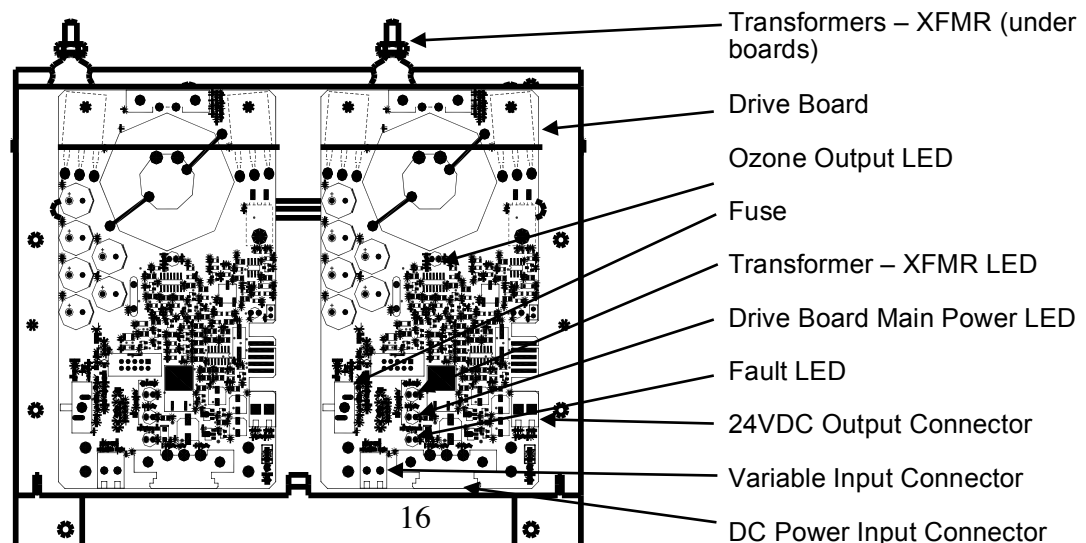 Transformers – XFMR (under
boards)
Drive Board
Ozone Output LED
Fuse
Transformer – XFMR LED
Drive Board Main Power LED
Fault LED
24VDC Output Connector
Variable Input Connector
DC Power Input Connector
16